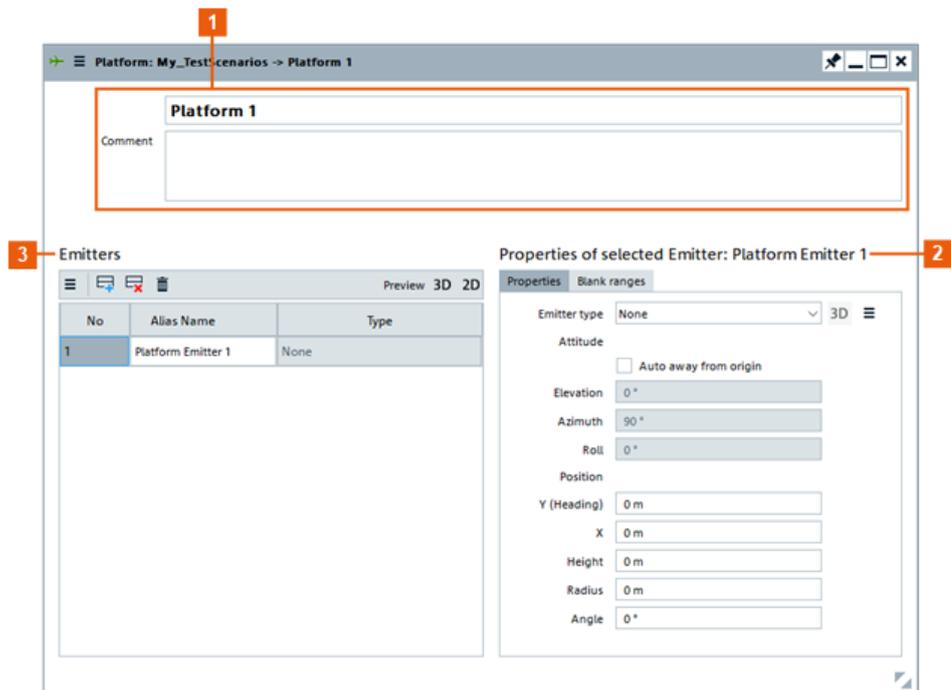 1
Platform: My_TestScenarios -> Platform 1
Platform 1
Comment
3
Emitters
Preview 3D 2D
No Alias Name Type
1 Platform Emitter 1 None
Properties of selected Emitter: Platform Emitter 1
2
Properties Blank ranges
Emitter type None 3D
Attitude
Auto away from origin
Elevation 0 °
Azimuth 90 °
Roll 0 °
Position
Y (Heading) 0 m
X 0 m
Height 0 m
Radius 0 m
Angle 0 °